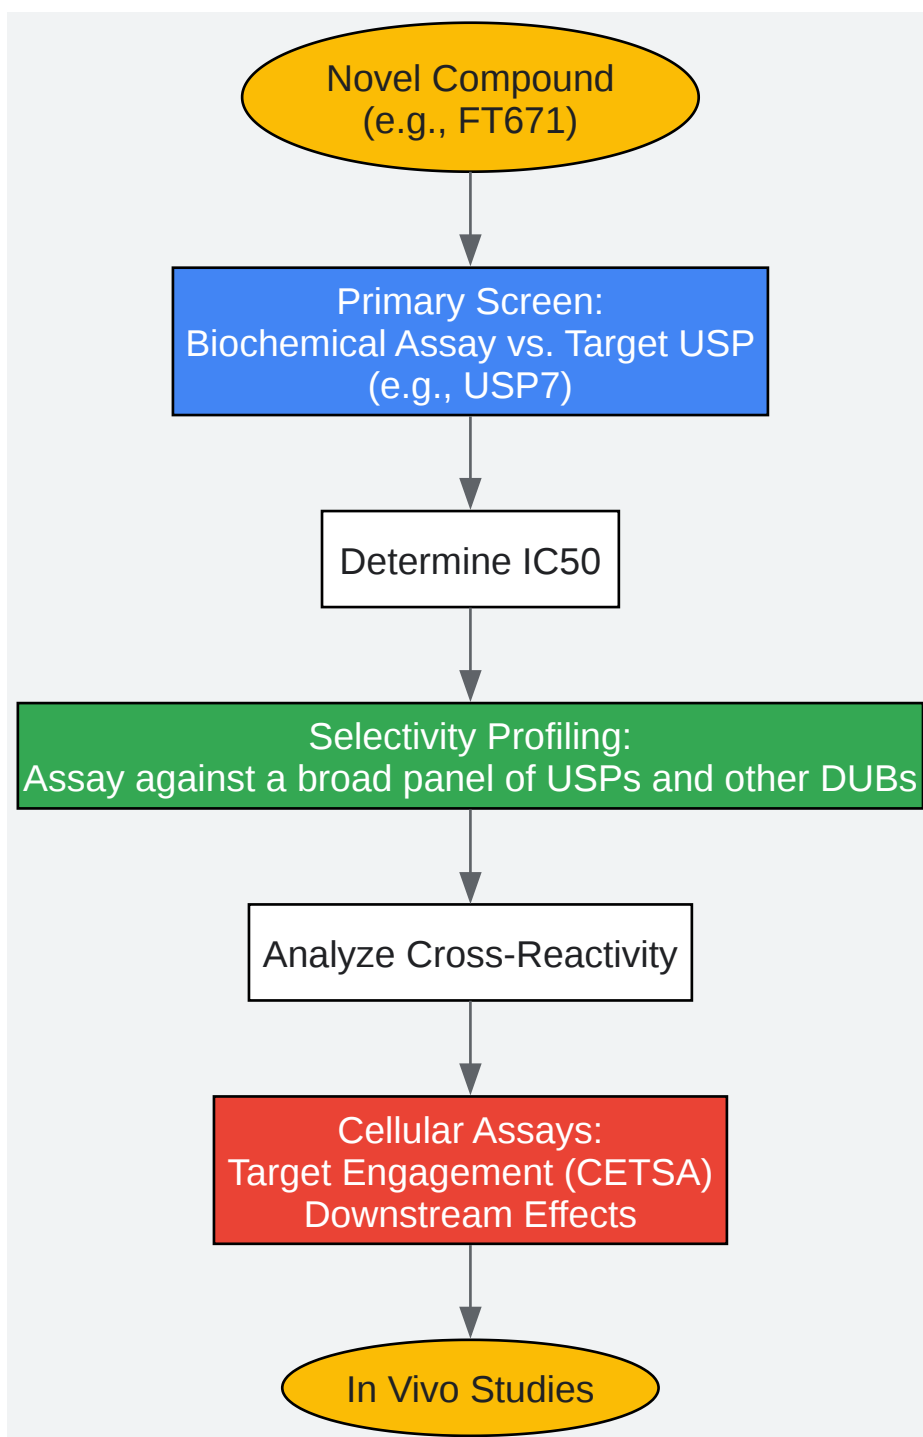 Novel Compound
(e.g., FT671)
Primary Screen:
Biochemical Assay vs. Target USP
(e.g., USP7)
Determine IC50
Selectivity Profiling:
Assay against a broad panel of USPs and other DUBs
Analyze Cross-Reactivity
Cellular Assays:
Target Engagement (CETSA)
Downstream Effects
In Vivo Studies